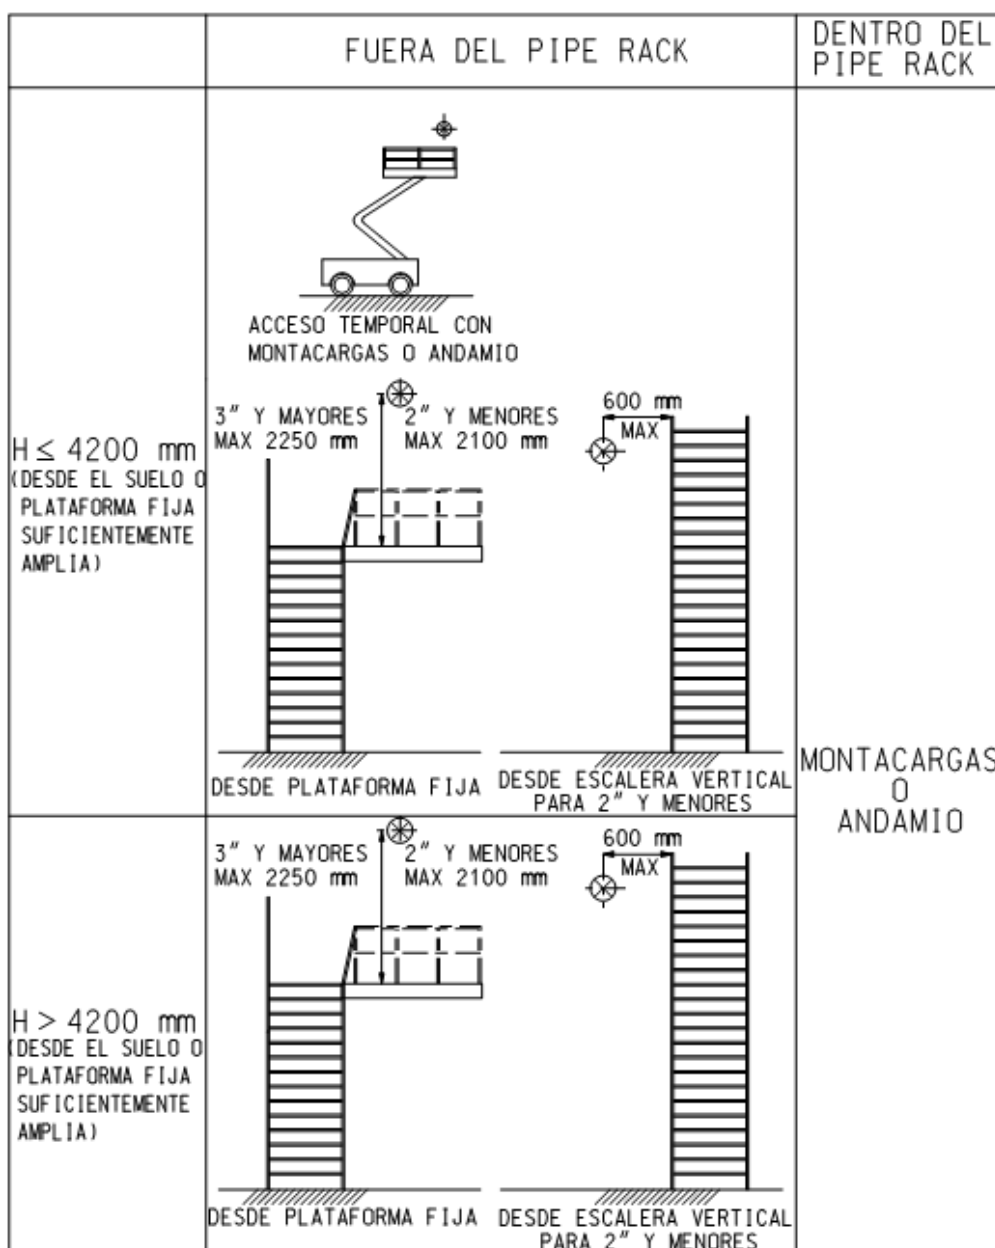 FUERA DEL PIPE RACK
DENTRO DEL
PIPE RACK
H ≤ 4200 mm
(DESDE EL SUELO O
PLATAFORMA FIJA
SUFICIENTEMENTE
AMPLIA)
ACCESO TEMPORAL CON
MONTACARGAS O ANDAMIO
3" Y MAYORES
MAX 2250 mm
2" Y MENORES
MAX 2100 mm
DESDE PLATAFORMA FIJA
600 mm
MAX
DESDE ESCALERA VERTICAL
PARA 2" Y MENORES
MONTACARGAS
O
ANDAMIO
H > 4200 mm
(DESDE EL SUELO O
PLATAFORMA FIJA
SUFICIENTEMENTE
AMPLIA)
3" Y MAYORES
MAX 2250 mm
2" Y MENORES
MAX 2100 mm
DESDE PLATAFORMA FIJA
600 mm
MAX
DESDE ESCALERA VERTICAL
PARA 2" Y MENORES